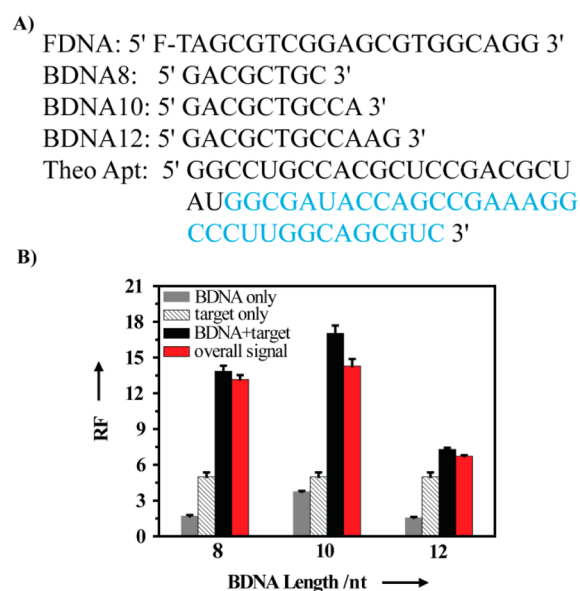 A)
FDNA: 5' F-TAGCGTCGGAGCGTGGCAGG 3'
BDNA8: 5' GACGCTGC 3'
BDNA10: 5' GACGCTGCCA 3'
BDNA12: 5' GACGCTGCCAAG 3'
Theo Apt: 5' GGCCUGCCACGCUCCGACGCU
AUGGCGAUACCAGCCGAAAGG
CCCUUGGCAGCGUC 3'
B)
21
18
15
12
9
6
3
0
RF
BDNA only
target only
BDNA+target
overall signal
8 10 12
BDNA Length /nt